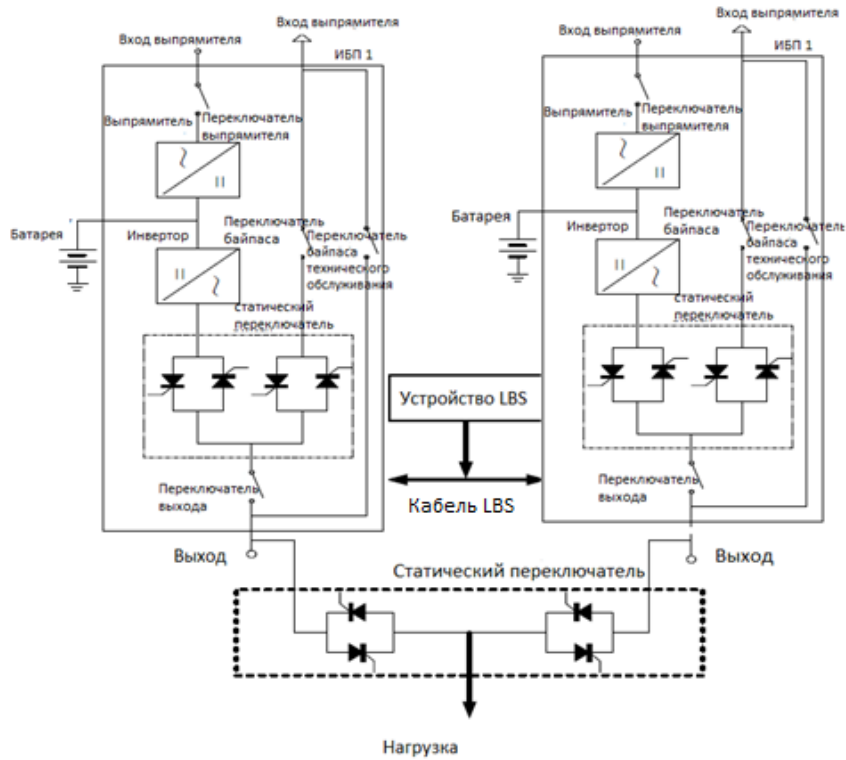 Вход выпрямителя
Вход выпрямителя
ИБП 1
Выпрямитель
Переключатель
выпрямителя
Батарея
Инвертор
Переключатель
байпаса
Переключатель
байпаса
технического
обслуживания
статический
переключатель
Переключатель
выхода
Выход
Устройство LBS
Кабель LBS
Вход выпрямителя
Вход выпрямителя
ИБП 1
Выпрямитель
Переключатель
выпрямителя
Батарея
Инвертор
Переключатель
байпаса
Переключатель
байпаса
технического
обслуживания
статический
переключатель
Переключатель
выхода
Выход
Статический переключатель
Нагрузка